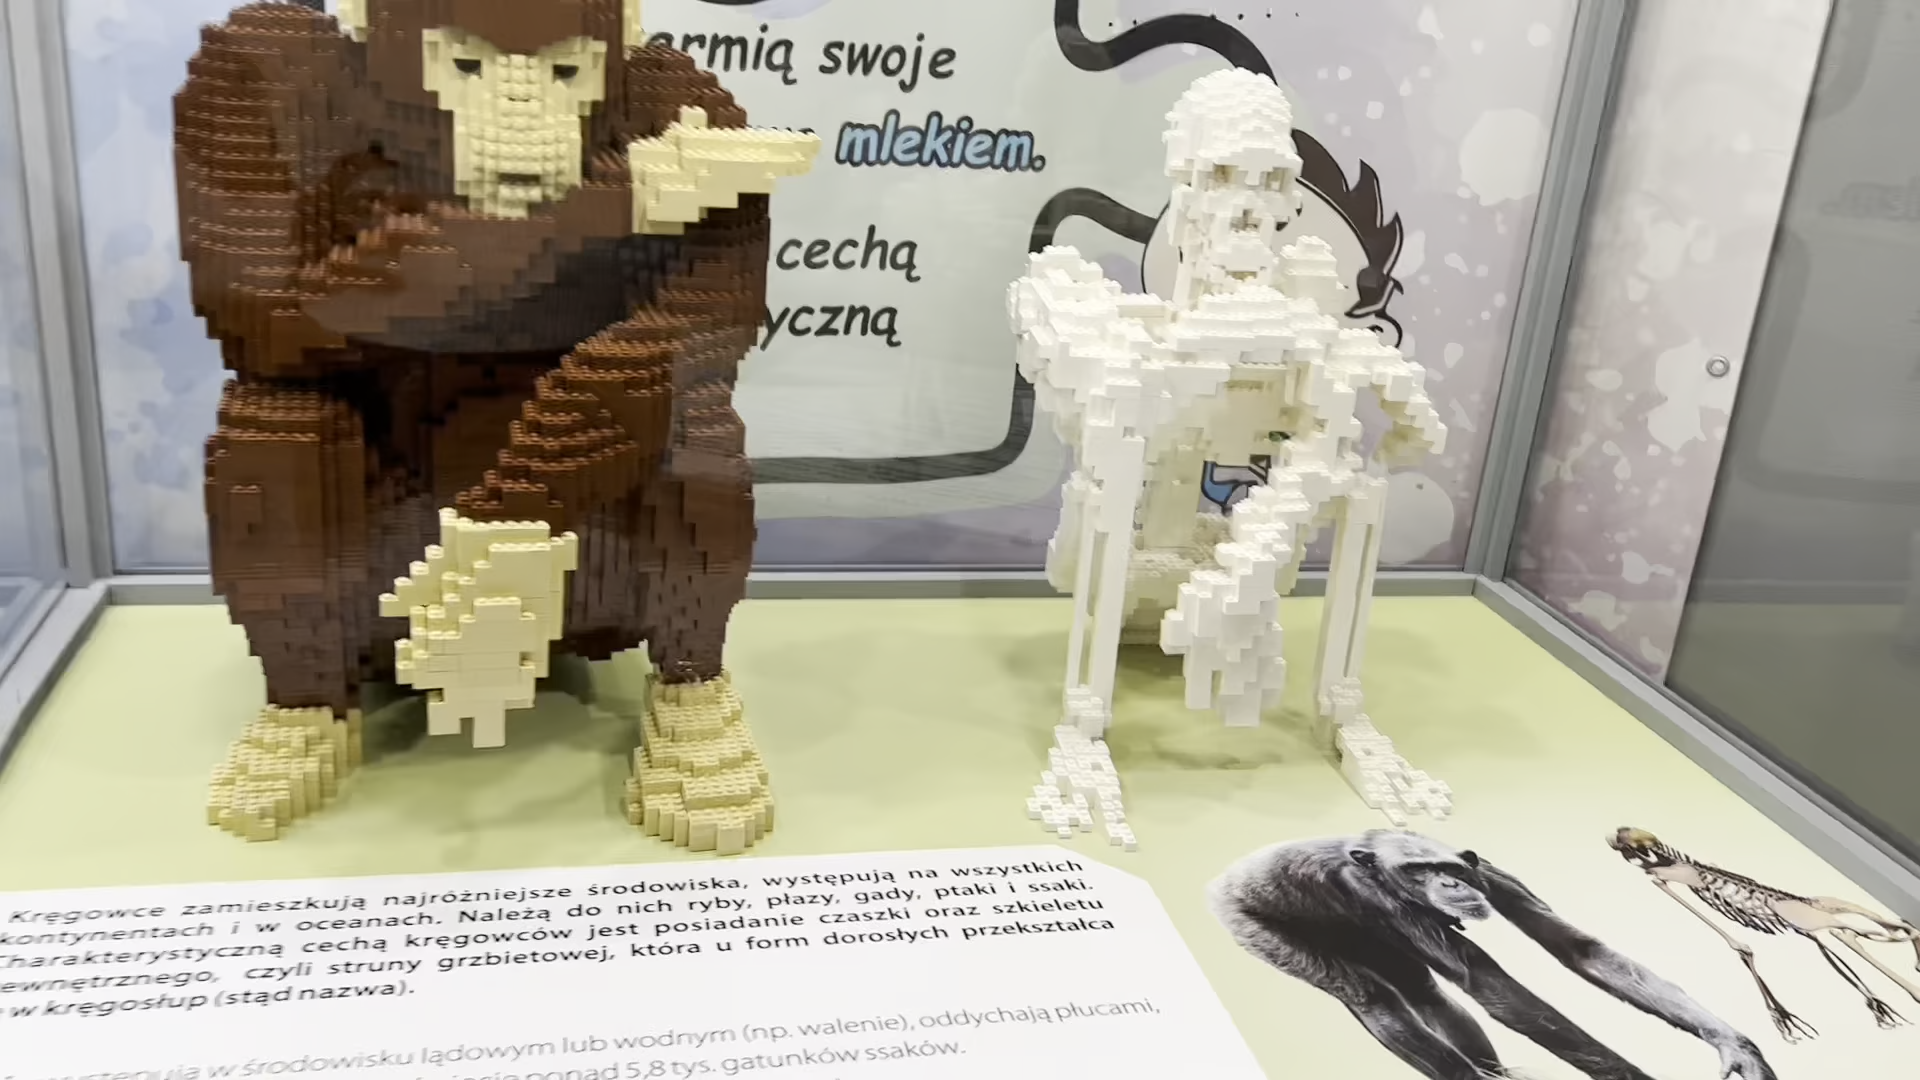 swoje
mlekiem.
cechą
Kręgowce zamieszkują najróżniejsze środowiska, występują na wszystkich
kontynentach i w oceanach. Należą do nich ryby, płazy, gady, ptaki i ssaki.
Charakterystyczną cechą kręgowców jest posiadanie czaszki oraz szkieletu
ewnętrznego, czyli struny grzbietowej, która u form dorosłych przekształca
w kręgosłup (stąd nazwa).
w środowisku lądowym lub wodnym (np. walenie), oddychają płucami,
ponad 5,8 tys. gatunków ssaków.